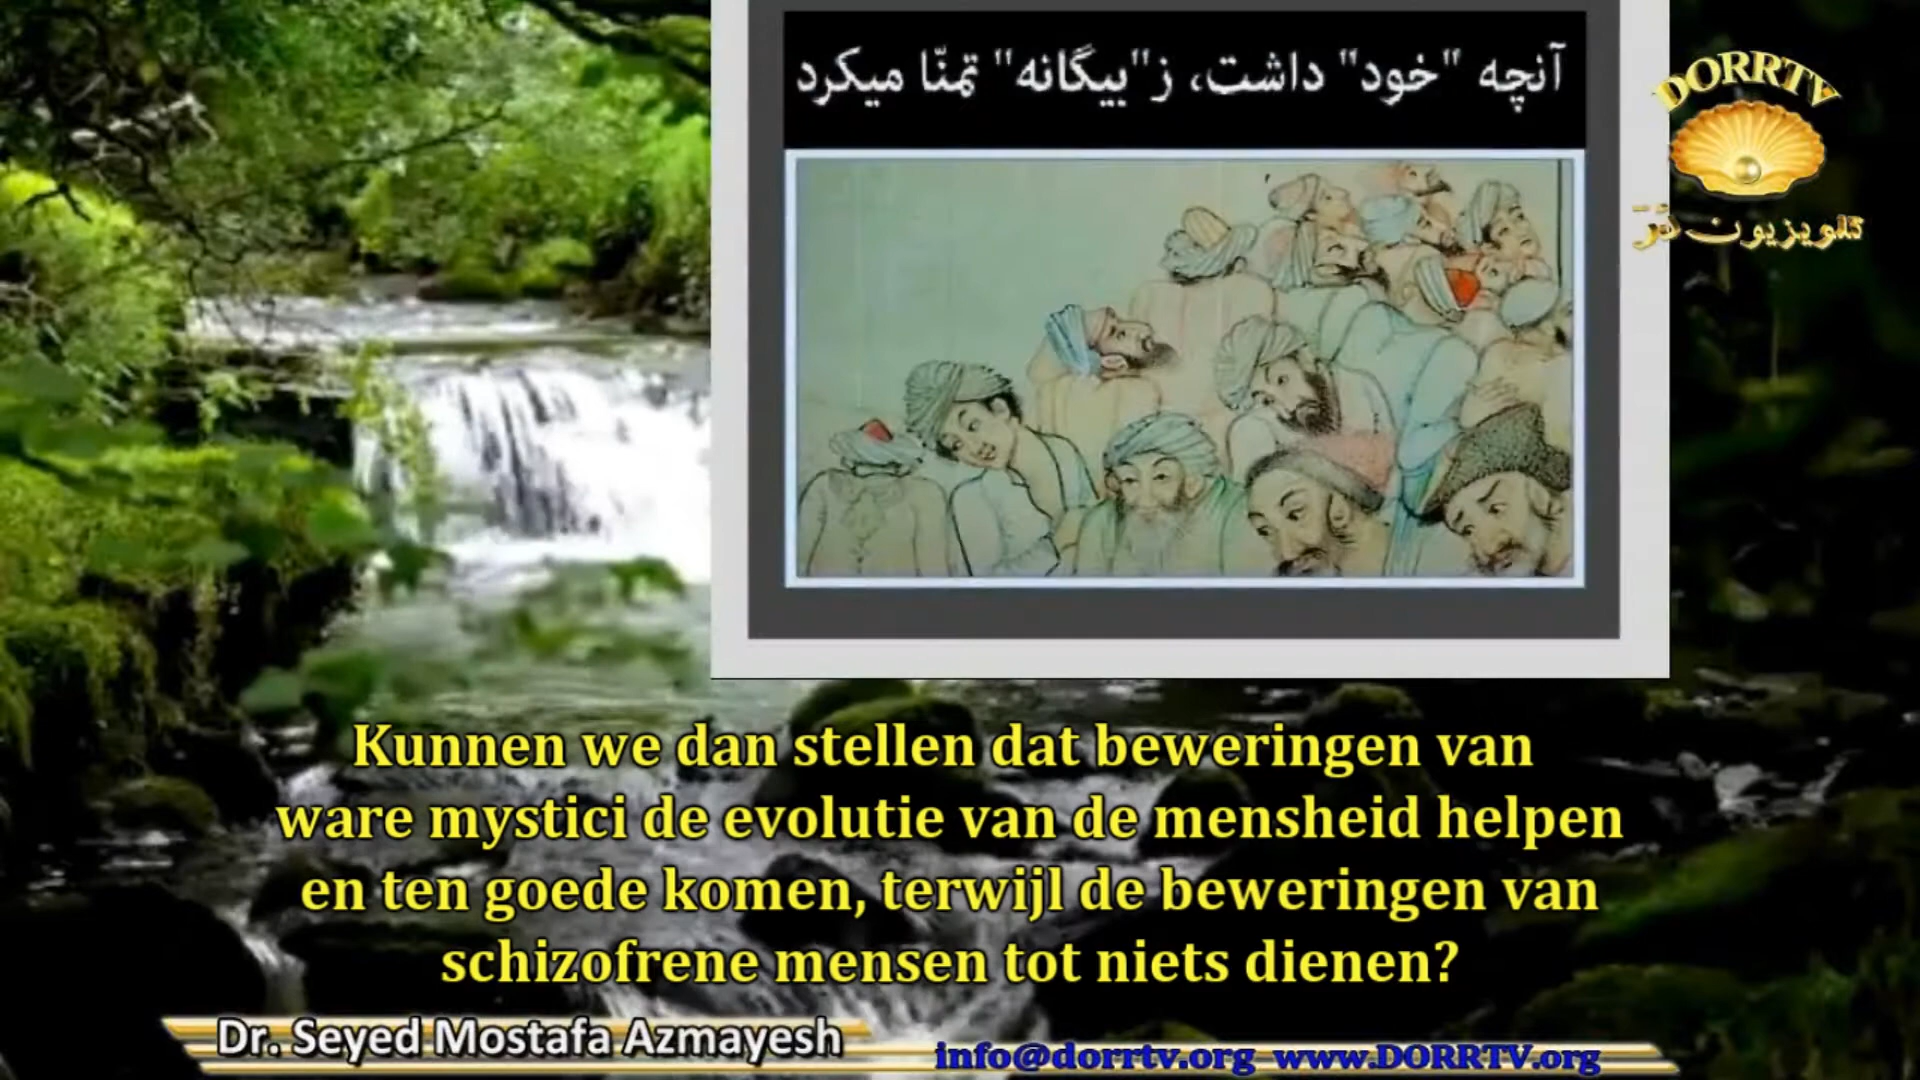 آنچه "خود" داشت، ز"بیگانه" تمنّا میکرد
DORRTV
تلویزیون دُرّ
Kunnen we dan stellen dat beweringen van
ware mystici de evolutie van de mensheid helpen
en ten goede komen, terwijl de beweringen van
schizofrene mensen tot niets dienen?
Dr. Seyed Mostafa Azmayesh
info@dorrtv.org www.DORRTV.org